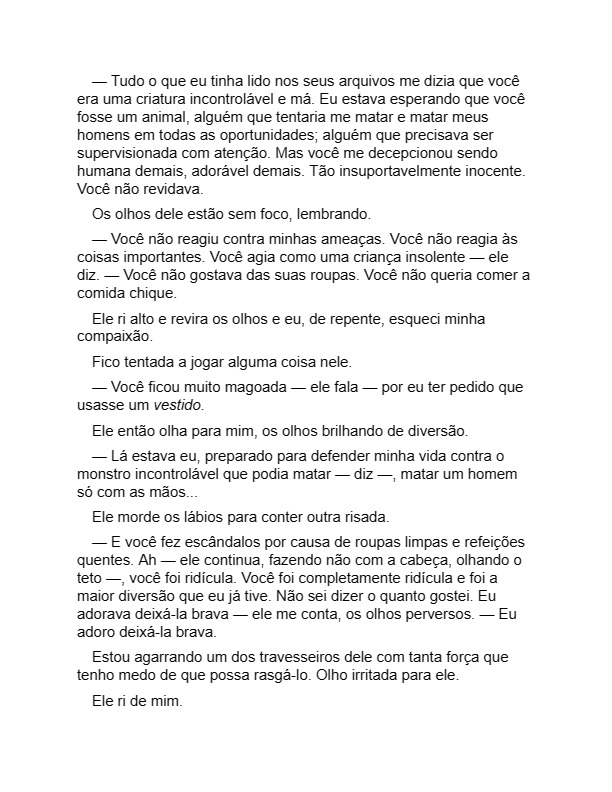 — Tudo o que eu tinha lido nos seus arquivos me dizia que você
era uma criatura incontrolável e má. Eu estava esperando que você
fosse um animal, alguém que tentaria me matar e matar meus
homens em todas as oportunidades; alguém que precisava ser
supervisionada com atenção. Mas você me decepcionou sendo
humana demais, adorável demais. Tão insuportavelmente inocente.
Você não revidava.
Os olhos dele estão sem foco, lembrando.
— Você não reagiu contra minhas ameaças. Você não reagia às
coisas importantes. Você agia como uma criança insolente — ele
diz. — Você não gostava das suas roupas. Você não queria comer a
comida chique.
Ele ri alto e revira os olhos e eu, de repente, esqueci minha
compaixão.
Fico tentada a jogar alguma coisa nele.
— Você ficou muito magoada — ele fala — por eu ter pedido que
usasse um vestido.
Ele então olha para mim, os olhos brilhando de diversão.
— Lá estava eu, preparado para defender minha vida contra o
monstro incontrolável que podia matar — diz —, matar um homem
só com as mãos...
Ele morde os lábios para conter outra risada.
— E você fez escândalos por causa de roupas limpas e refeições
quentes. Ah — ele continua, fazendo não com a cabeça, olhando o
teto —, você foi ridícula. Você foi completamente ridícula e foi a
maior diversão que eu já tive. Não sei dizer o quanto gostei. Eu
adorava deixá-la brava — ele me conta, os olhos perversos. — Eu
adoro deixá-la brava.
Estou agarrando um dos travesseiros dele com tanta força que
tenho medo de que possa rasgá-lo. Olho irritada para ele.
Ele ri de mim.